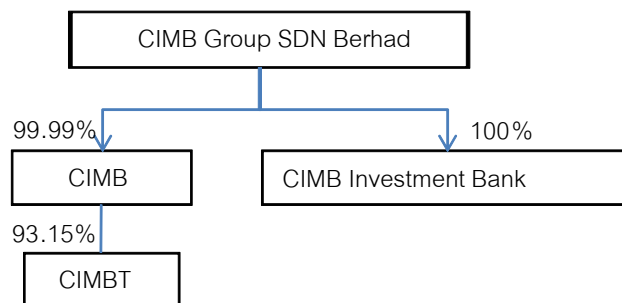 CIMB Group SDN Berhad
99.99%
100%
CIMB
CIMB Investment Bank
93.15%
CIMBT